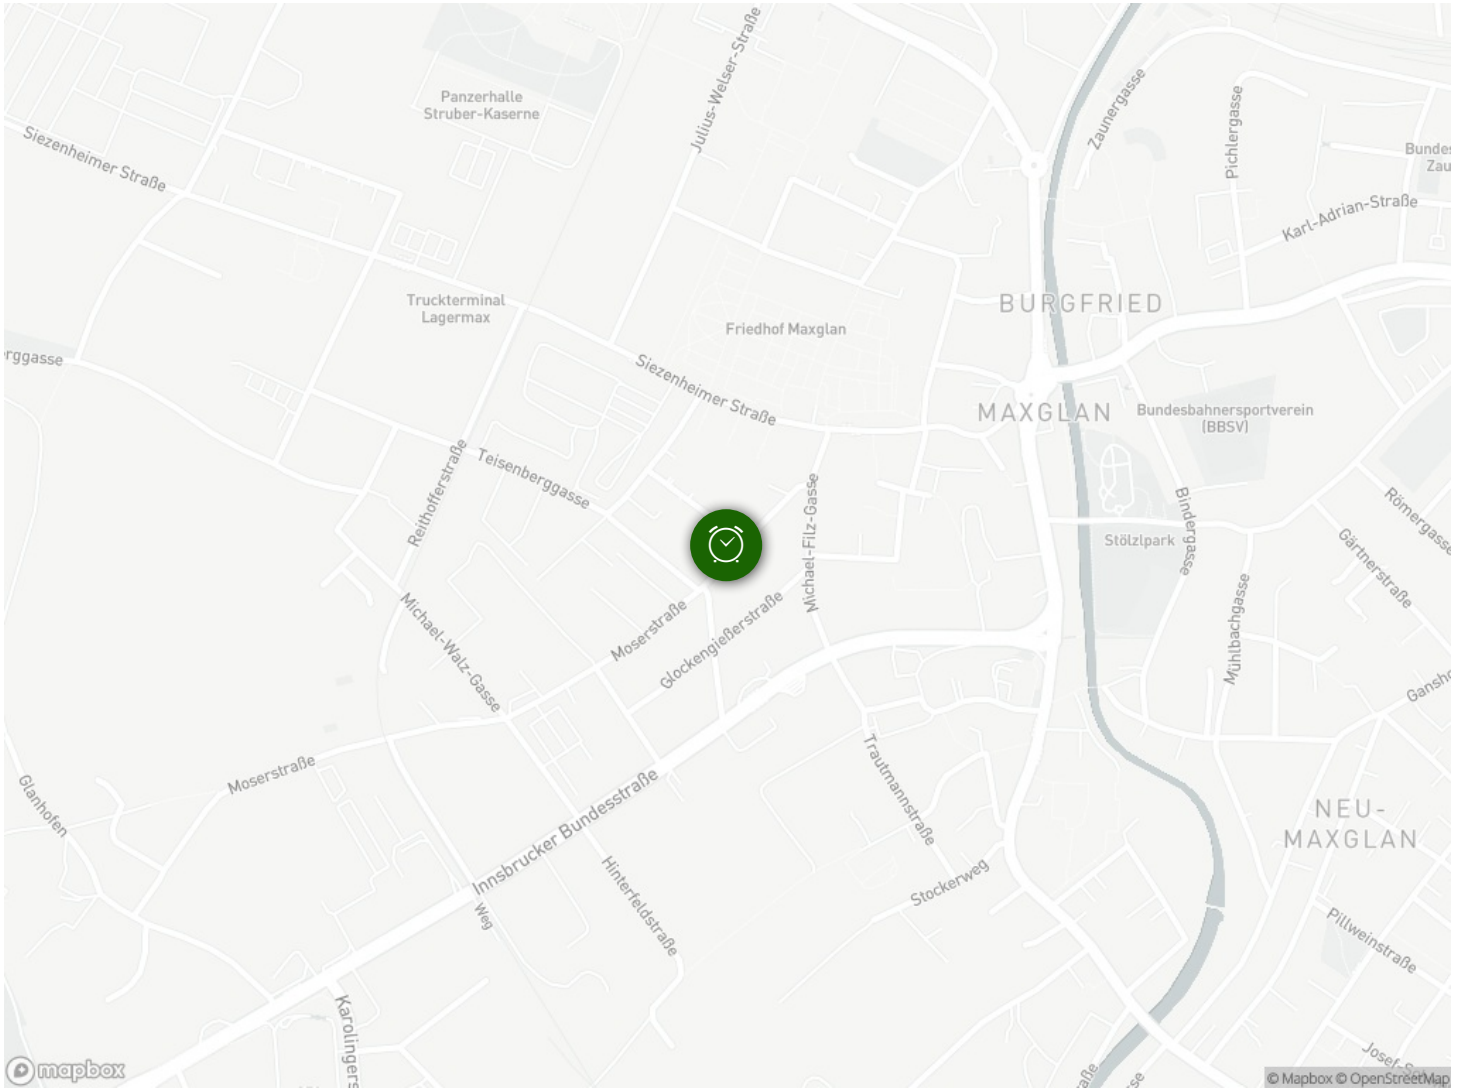 Panzerhalle
Struber-Kaserne
Julius-Welser-Straße
Zaunergasse
Pichlergasse
Bundes
Zau
Siezenheimer Straße
Karl-Adrian-Straße
Truckterminal
Lagermax
BURGFRIED
Friedhof Maxglan
erggasse
Siezenheimer Straße
MAXGLAN
Bundesbahnersportverein
(BBSV)
Reithofferstraße
Teisenberggasse
Michael-Filz-Gasse
Bindergasse
Römergasse
Stölzlpark
Gärtnerstraße
Michael-Walz-Gasse
Moserstraße
Glockengießerstraße
Mühlbachgasse
Gansho
Moserstraße
Glanhofen
Trautmannstraße
Innsbrucker Bundesstraße
NEU-
MAXGLAN
Hinterfeldstraße
Stockerweg
Weg
Pillweinstraße
Karolingers
mapbox
© Mapbox © OpenStreetMap